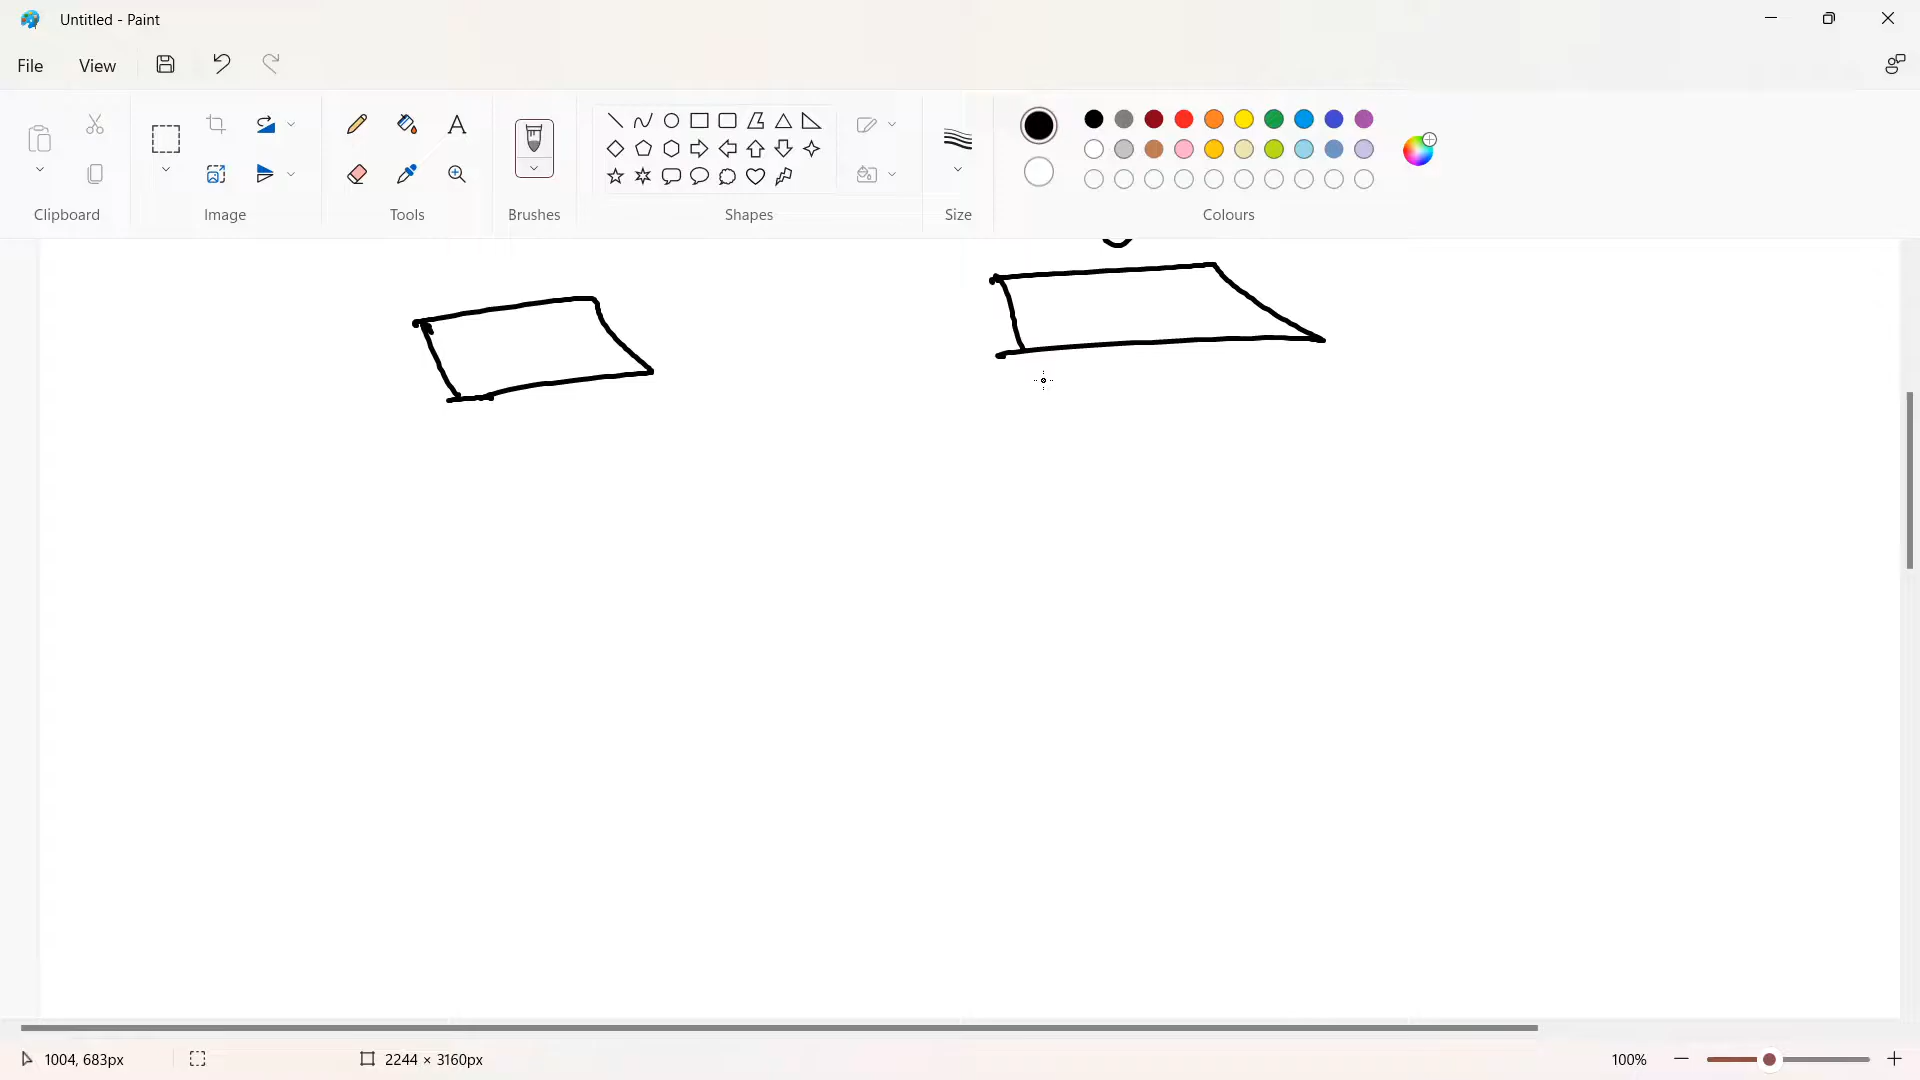 Untitled - Paint
File View
Clipboard Image Tools Brushes Shapes Size Colours
1004, 683px 2244 × 3160px 100%